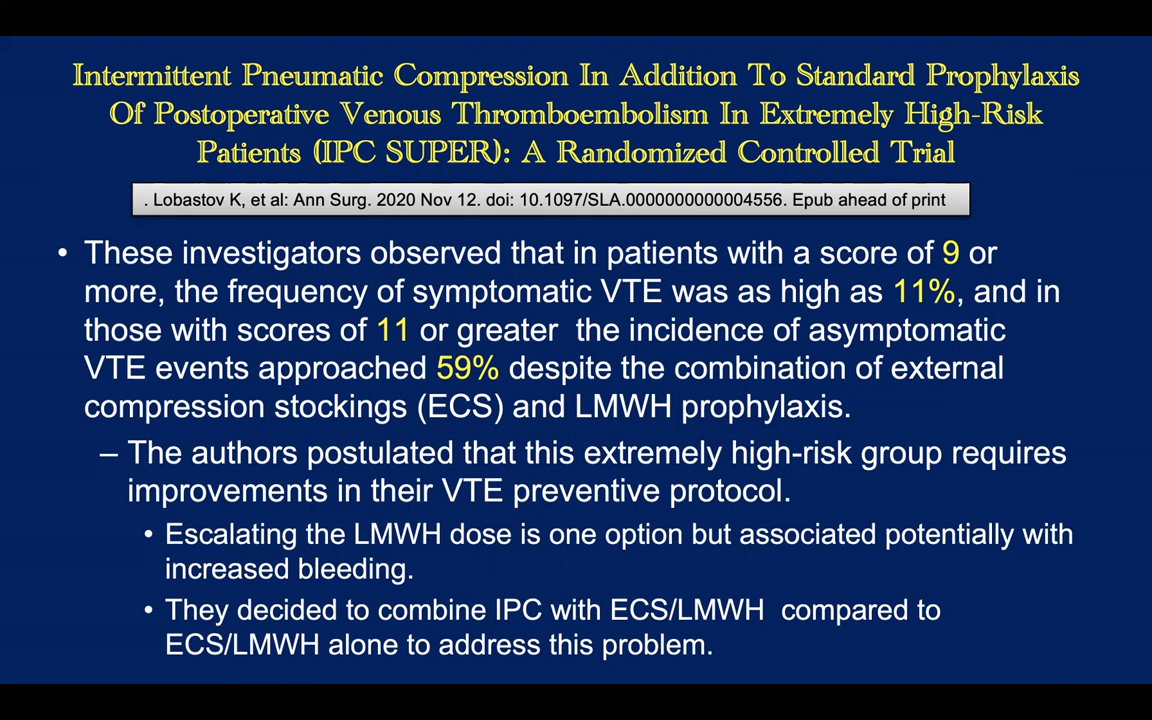 Intermittent Pneumatic Compression In Addition To Standard Prophylaxis
Of Postoperative Venous Thromboembolism In Extremely High-Risk
Patients (IPC SUPER): A Randomized Controlled Trial
. Lobastov K, et al: Ann Surg. 2020 Nov 12. doi: 10.1097/SLA.0000000000004556. Epub ahead of print
• These investigators observed that in patients with a score of 9 or
more, the frequency of symptomatic VTE was as high as 11%, and in
those with scores of 11 or greater the incidence of asymptomatic
VTE events approached 59% despite the combination of external
compression stockings (ECS) and LMWH prophylaxis.
– The authors postulated that this extremely high-risk group requires
improvements in their VTE preventive protocol.
• Escalating the LMWH dose is one option but associated potentially with
increased bleeding.
• They decided to combine IPC with ECS/LMWH compared to
ECS/LMWH alone to address this problem.